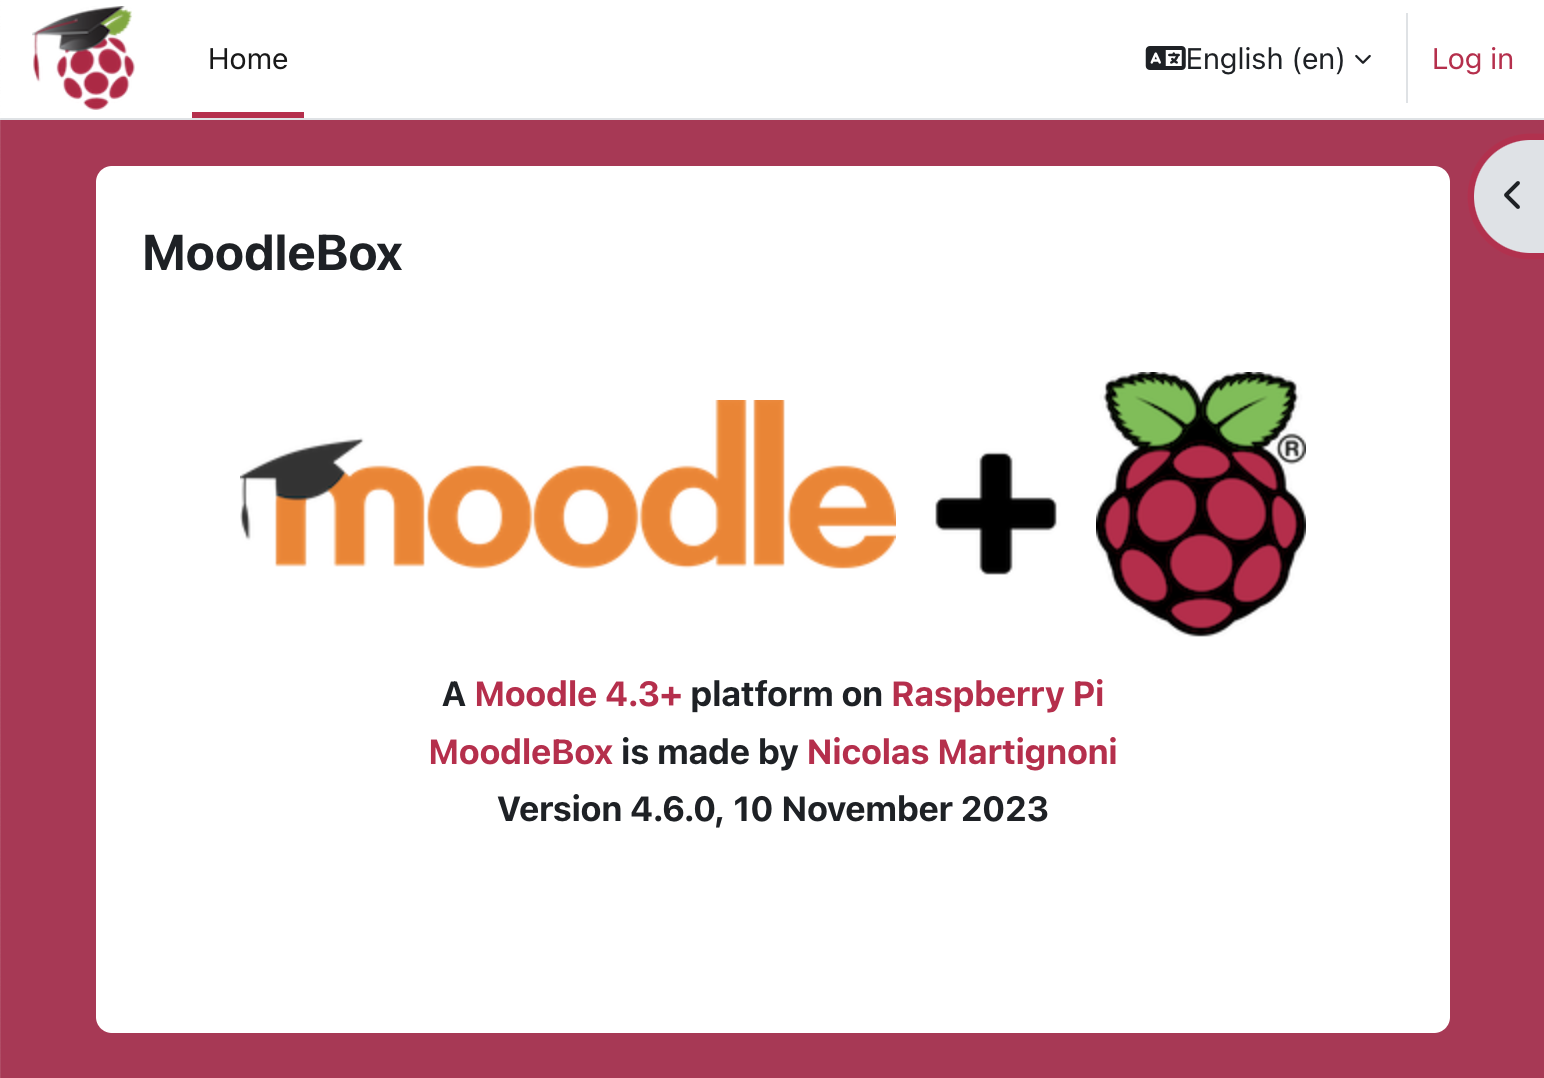 Home
English (en)
Log in
MoodleBox
moodle
A Moodle 4.3+ platform on Raspberry Pi
MoodleBox is made by Nicolas Martignoni
Version 4.6.0, 10 November 2023